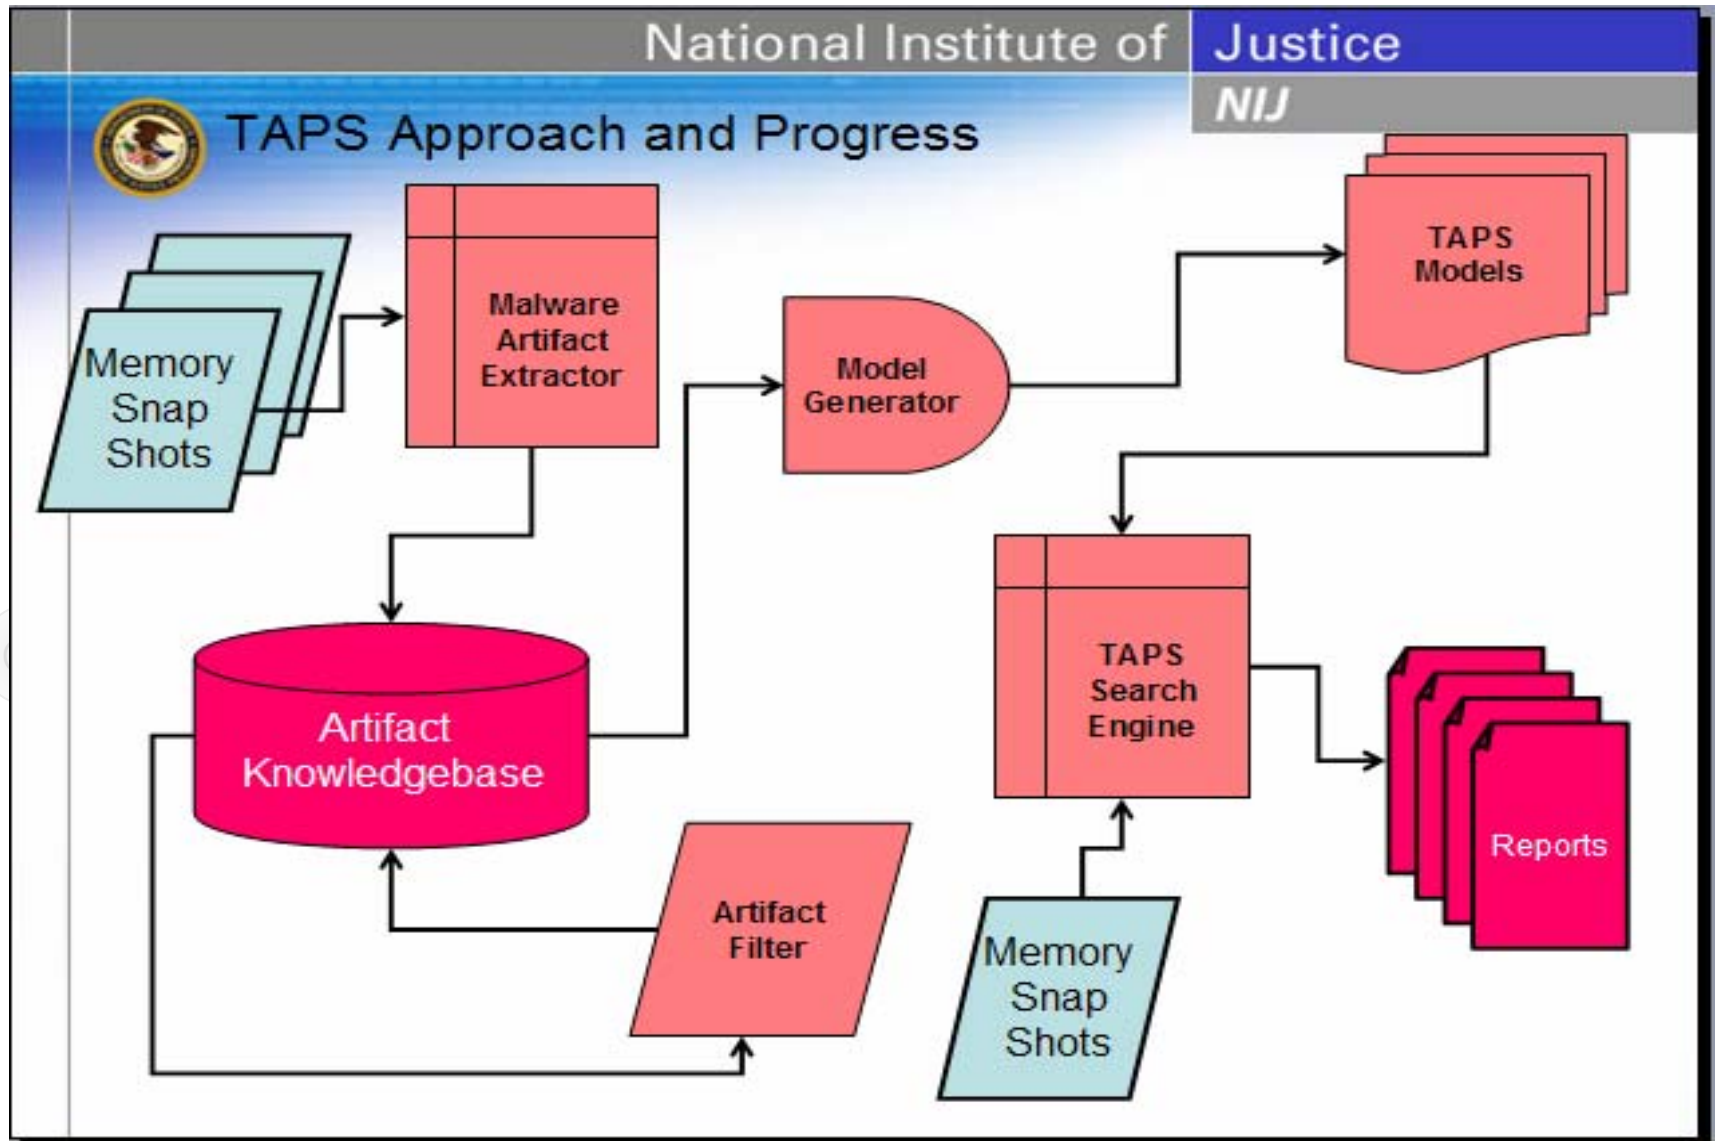 National Institute of Justice
NIJ
TAPS Approach and Progress
Memory
Snap
Shots
Malware
Artifact
Extractor
Model
Generator
TAPS
Models
Artifact
Knowledgebase
Artifact
Filter
TAPS
Search
Engine
Memory
Snap
Shots
Reports